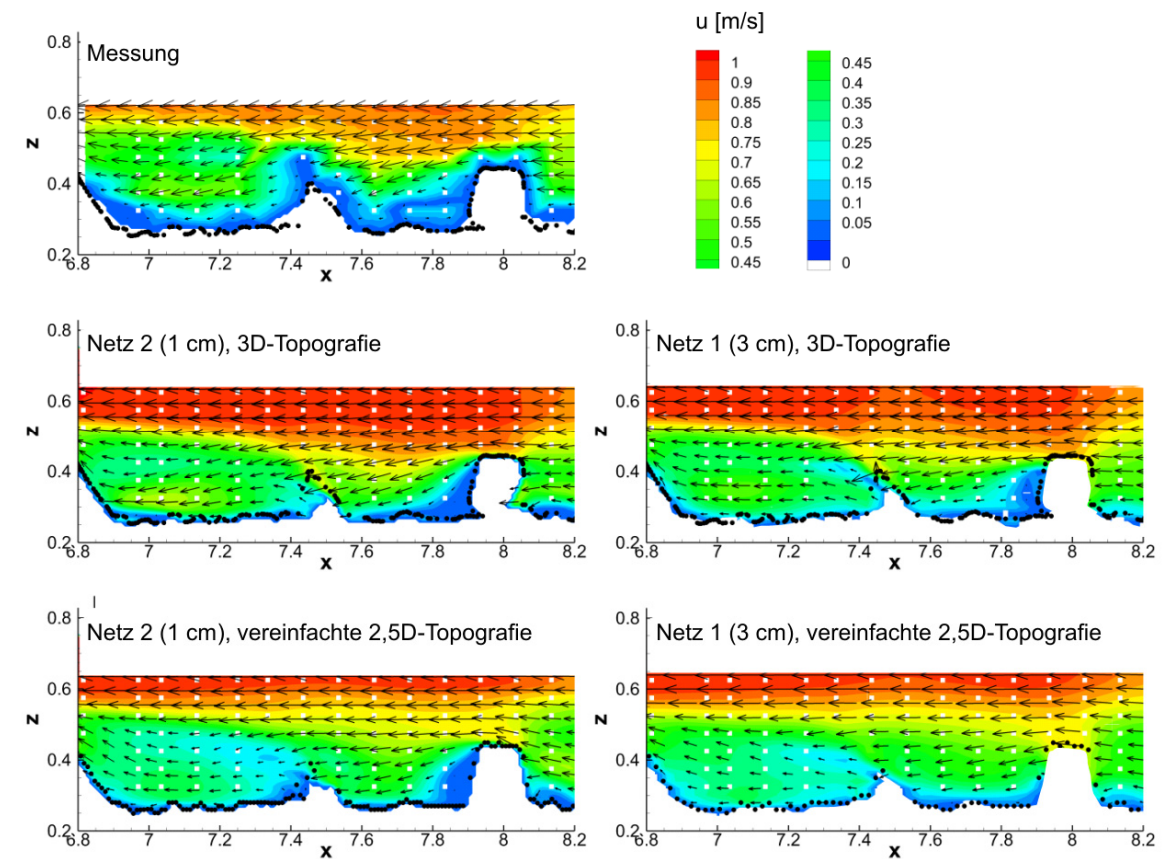 Messung
0.8
0.6
z
0.4
0.2
6.8 7 7.2 7.4 7.6 7.8 8 8.2
x
u [m/s]
1
0.9
0.85
0.8
0.75
0.7
0.65
0.6
0.55
0.5
0.45
0.45
0.4
0.35
0.3
0.25
0.2
0.15
0.1
0.05
0
Netz 2 (1 cm), 3D-Topografie
0.8
0.6
z
0.4
0.2
6.8 7 7.2 7.4 7.6 7.8 8 8.2
x
Netz 1 (3 cm), 3D-Topografie
0.8
0.6
z
0.4
0.2
6.8 7 7.2 7.4 7.6 7.8 8 8.2
x
Netz 2 (1 cm), vereinfachte 2,5D-Topografie
0.8
0.6
z
0.4
0.2
6.8 7 7.2 7.4 7.6 7.8 8 8.2
x
Netz 1 (3 cm), vereinfachte 2,5D-Topografie
0.8
0.6
z
0.4
0.2
6.8 7 7.2 7.4 7.6 7.8 8 8.2
x